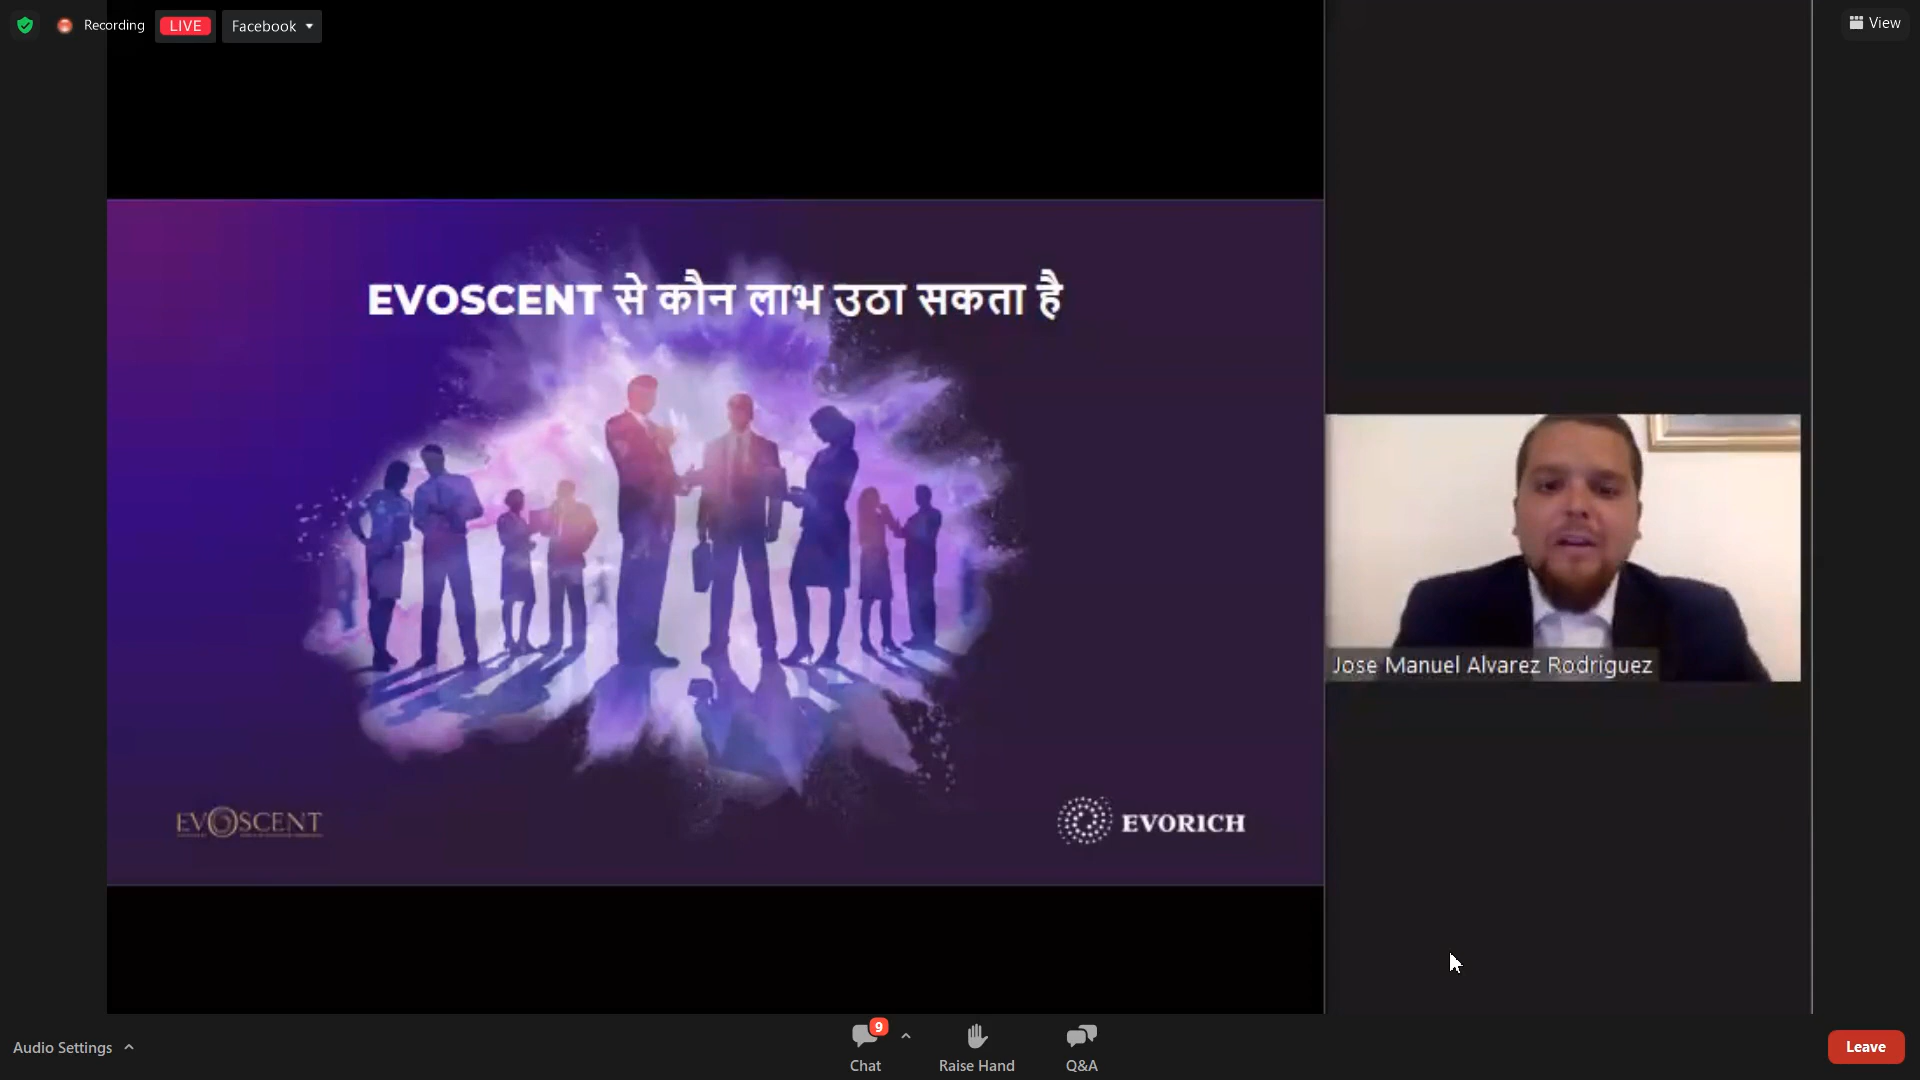 Recording
LIVE
Facebook
View
EVOSCENT से कौन लाभ उठा सकता है
Jose Manuel Alvarez Rodriguez
EVOSCENT
EVORICH
Audio Settings
9
Chat
Raise Hand
Q&A
Leave